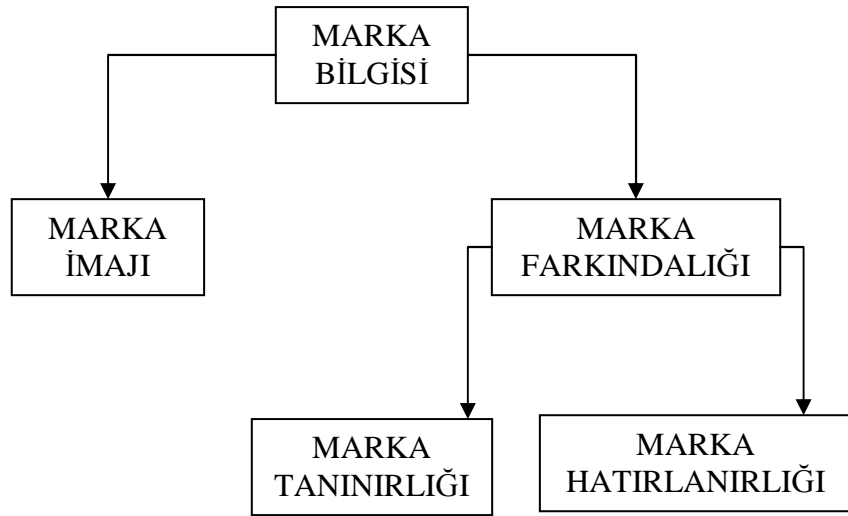 MARKA
BİLGİSİ
MARKA
İMAJI
MARKA
FARKINDALIĞI
MARKA
TANINIRLIĞI
MARKA
HATIRLANIRLIĞI